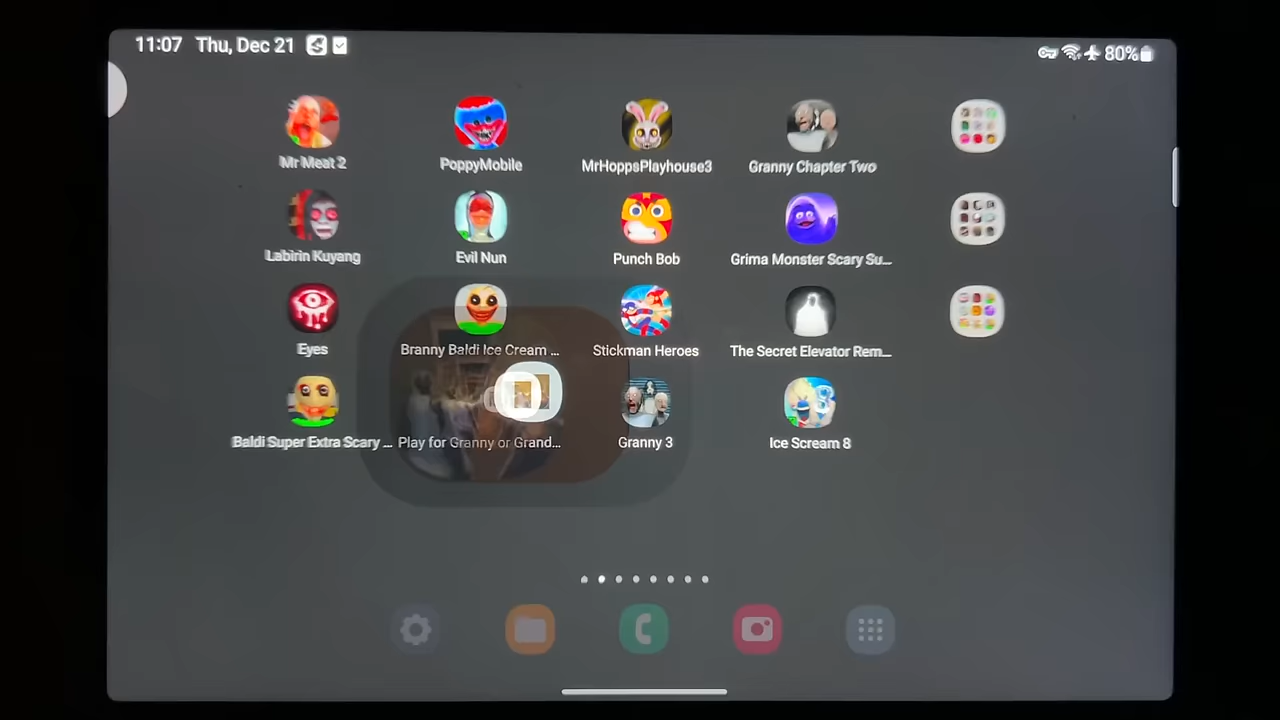 11:07 Thu, Dec 21
80%
Mr Meat 2
PoppyMobile
MrHoppsPlayhouse3
Granny Chapter Two
Labirin Kuyang
Evil Nun
Punch Bob
Grima Monster Scary Su...
Eyes
Branny Baldi Ice Cream ...
Stickman Heroes
The Secret Elevator Rem...
Baldi Super Extra Scary ...
Play for Granny or Grand...
Granny 3
Ice Scream 8